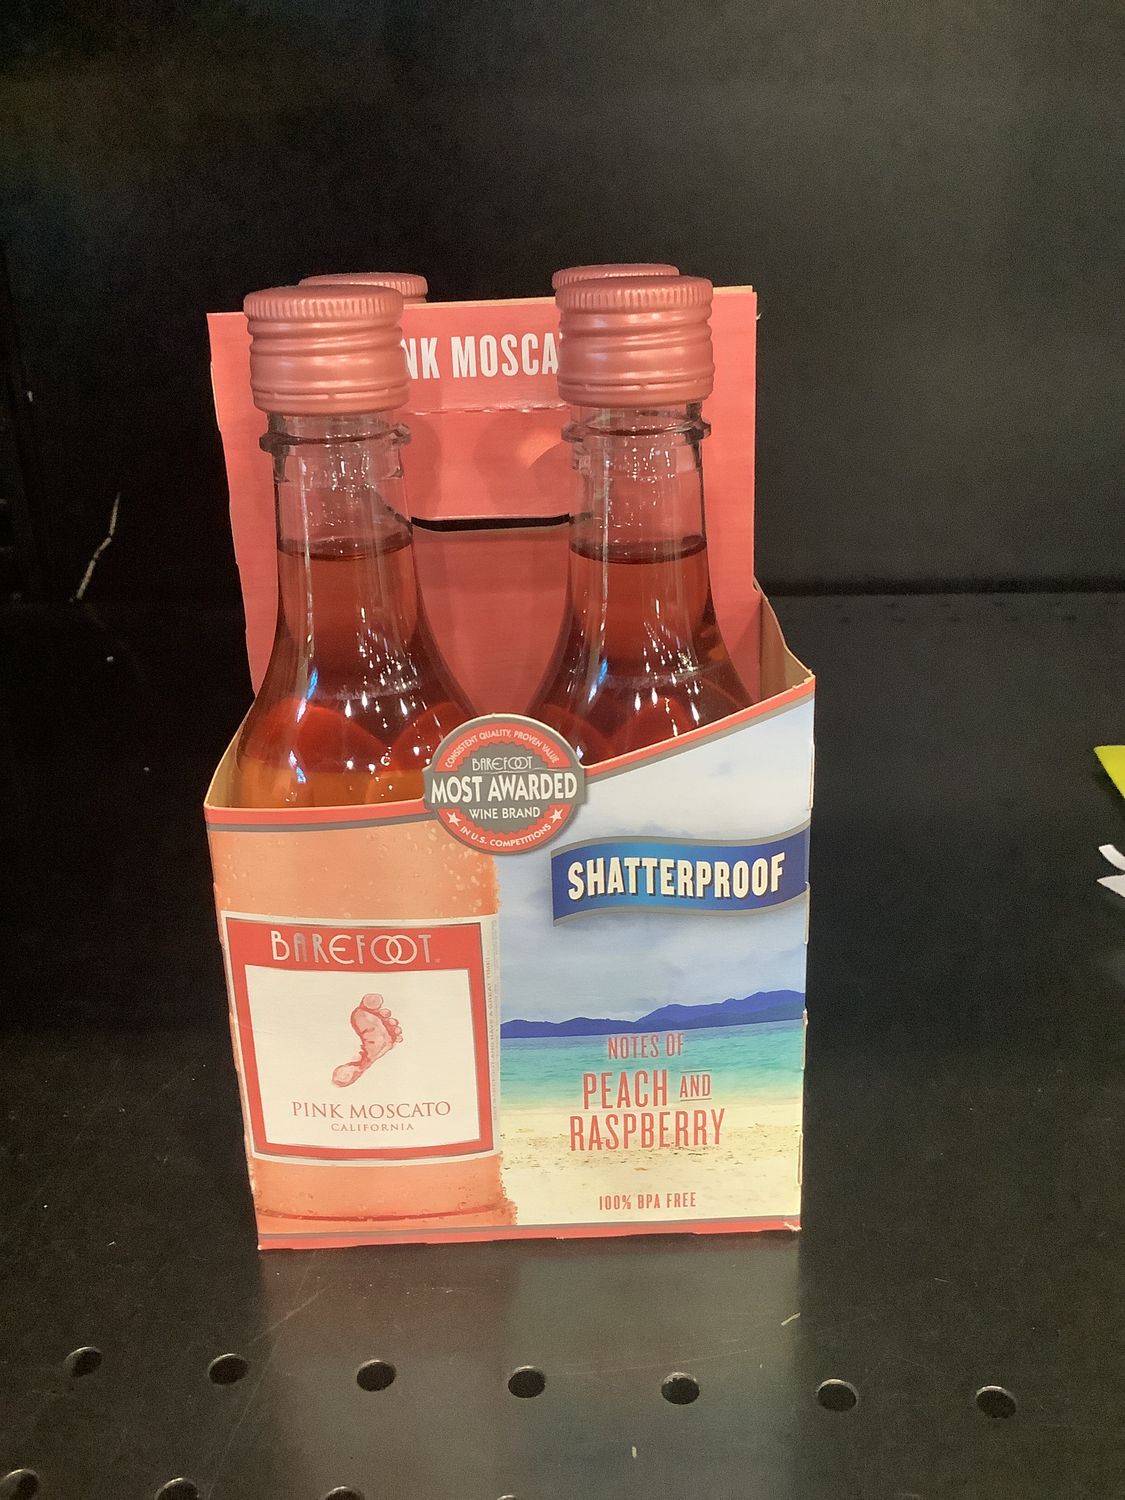 NK MOSCA
CONSISTENT QUALITY, PROVEN VALUE
BAREFOOT
MOST AWARDED
WINE BRAND
IN U.S. COMPETITIONS
SHATTERPROOF
BAREFOOT
PINK MOSCATO
CALIFORNIA
NOTES OF
PEACH AND
RASPBERRY
100% BPA FREE